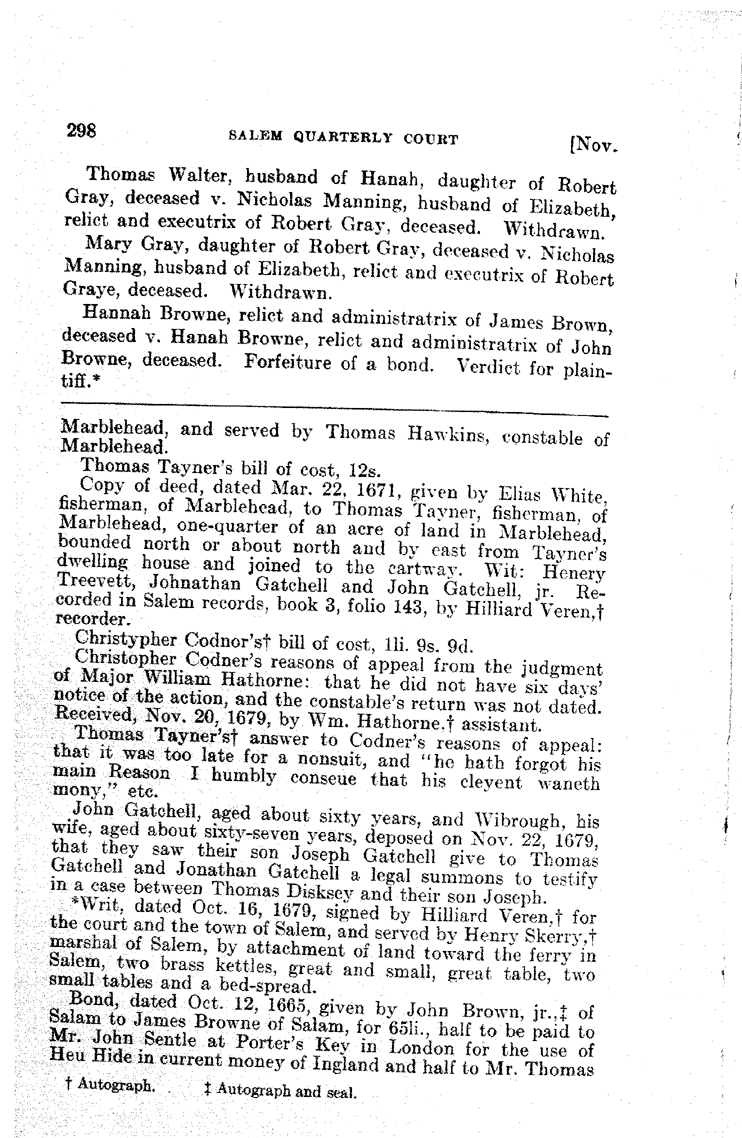 298 SALEM QUARTERLY COURT [Nov.
Thomas Walter, husband of Hanah, daughter of Robert
Gray, deceased v. Nicholas Manning, husband of Elizabeth,
relict and executrix of Robert Gray, deceased. Withdrawn.
Mary Gray, daughter of Robert Gray, deceased v. Nicholas
Manning, husband of Elizabeth, relict and executrix of Robert
Graye, deceased. Withdrawn.
Hannah Browne, relict and administratrix of James Brown,
deceased v. Hanah Browne, relict and administratrix of John
Browne, deceased. Forfeiture of a bond. Verdict for plain-
tiff.*
Marblehead, and served by Thomas Hawkins, constable of
Marblehead.
Thomas Tayner's bill of cost, 12s.
Copy of deed, dated Mar. 22, 1671, given by Elias White,
fisherman, of Marblehead, to Thomas Tayner, fisherman, of
Marblehead, one-quarter of an acre of land in Marblehead,
bounded north or about north and by east from Tayner's
dwelling house and joined to the cartway. Wit: Henery
Treevett, Johnathan Gatchell and John Gatchell, jr. Re-
corded in Salem records, book 3, folio 143, by Hilliard Veren,†
recorder.
Christypher Codnor's† bill of cost, 1li. 9s. 9d.
Christopher Codner's reasons of appeal from the judgment
of Major William Hathorne: that he did not have six days'
notice of the action, and the constable's return was not dated.
Received, Nov. 20, 1679, by Wm. Hathorne,† assistant.
Thomas Tayner's† answer to Codner's reasons of appeal:
that it was too late for a nonsuit, and "he hath forgot his
main Reason I humbly conseue that his cleyent waneth
mony," etc.
John Gatchell, aged about sixty years, and Wibrough, his
wife, aged about sixty-seven years, deposed on Nov. 22, 1679,
that they saw their son Joseph Gatchell give to Thomas
Gatchell and Jonathan Gatchell a legal summons to testify
in a case between Thomas Disksey and their son Joseph.
*Writ, dated Oct. 16, 1679, signed by Hilliard Veren,† for
the court and the town of Salem, and served by Henry Skerry,†
marshal of Salem, by attachment of land toward the ferry in
Salem, two brass kettles, great and small, great table, two
small tables and a bed-spread.
Bond, dated Oct. 12, 1665, given by John Brown, jr.,‡ of
Salam to James Browne of Salam, for 65li., half to be paid to
Mr. John Sentle at Porter's Key in London for the use of
Heu Hide in current money of Ingland and half to Mr. Thomas
† Autograph. ‡ Autograph and seal.